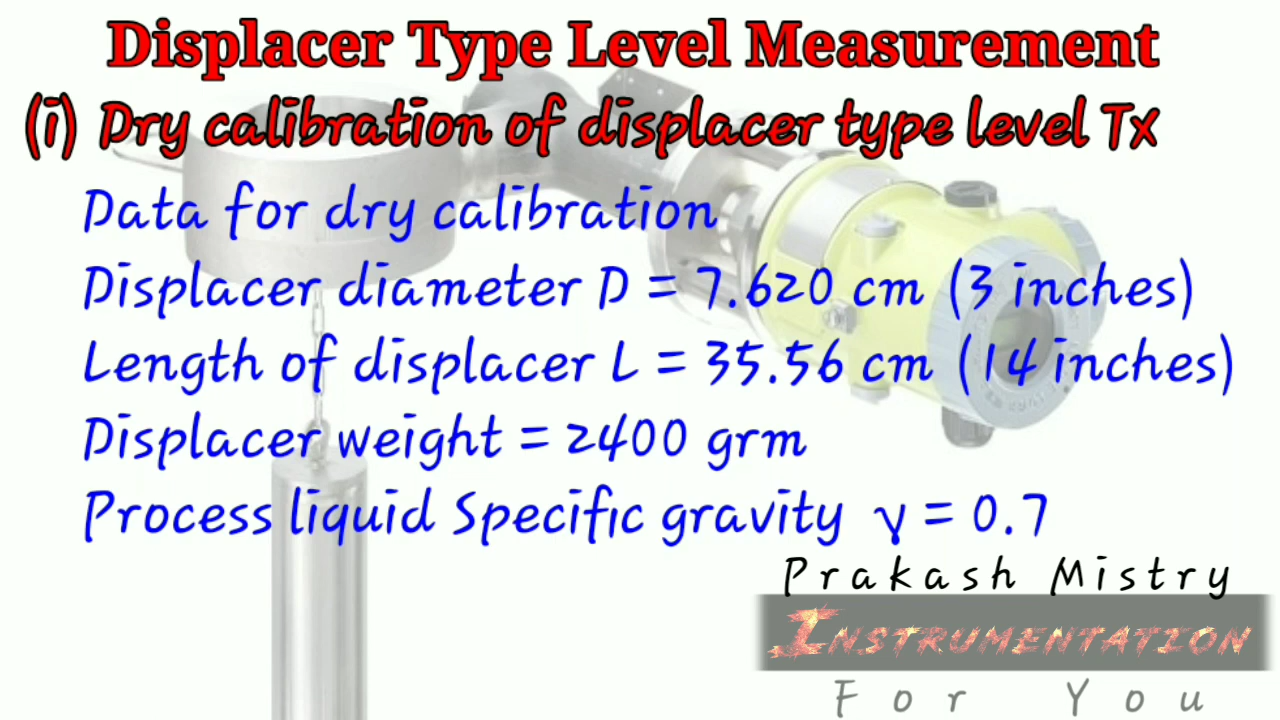 Displacer Type Level Measurement
(i) Dry calibration of displacer type level Tx
Data for dry calibration
Displacer diameter D = 7.620 cm (3 inches)
Length of displacer L = 35.56 cm (14 inches)
Displacer weight = 2400 grm
Process liquid Specific gravity γ = 0.7
Prakash Mistry
INSTRUMENTATION
For You